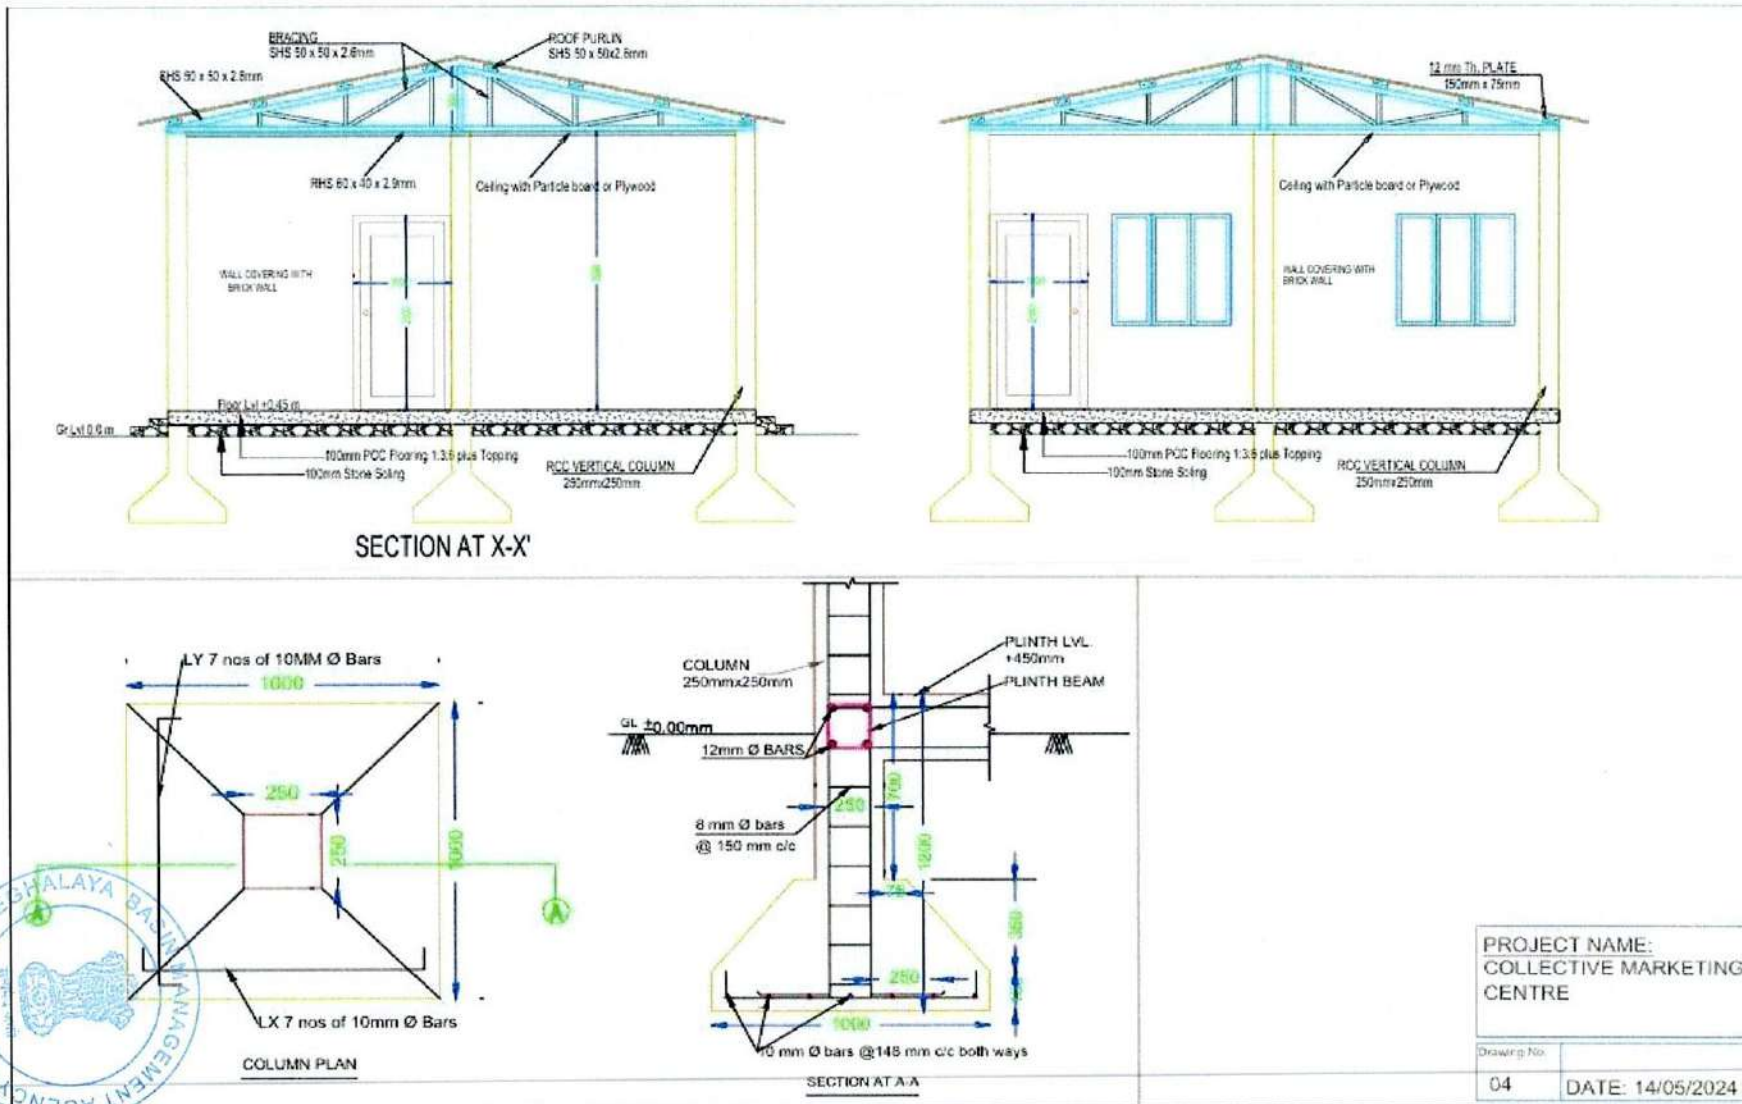 BRACING
SHS 50 x 50 x 2.6mm
ROOF PURLIN
SHS 50 x 50x2.6mm
RHS 60 x 40 x 2.9mm
Ceiling with Particle board or Plywood
WALL COVERING WITH
BRICK WALL
Floor Lvl +0.45 m
Gr.Lvl 0.0 m
100mm PCC Flooring 1:3:6 plus Topping
100mm Stone Soling
RCC VERTICAL COLUMN
250mmx250mm
SECTION AT X-X'
12 mm Th. PLATE
150mm x 75mm
Ceiling with Particle board or Plywood
WALL COVERING WITH
BRICK WALL
100mm PCC Flooring 1:3:6 plus Topping
100mm Stone Soling
RCC VERTICAL COLUMN
250mmx250mm
LY 7 nos of 10MM Ø Bars
1000
250
250
1000
A
A
LX 7 nos of 10mm Ø Bars
COLUMN PLAN
COLUMN
250mmx250mm
PLINTH LVL.
+450mm
PLINTH BEAM
GL ±0.00mm
12mm Ø BARS
700
250
8 mm Ø bars
@ 150 mm c/c
1200
75
350
250
1000
10 mm Ø bars @148 mm c/c both ways
SECTION AT A-A
PROJECT NAME:
COLLECTIVE MARKETING
CENTRE
Drawing No.
04
DATE: 14/05/2024
BASIN MANAGEMENT